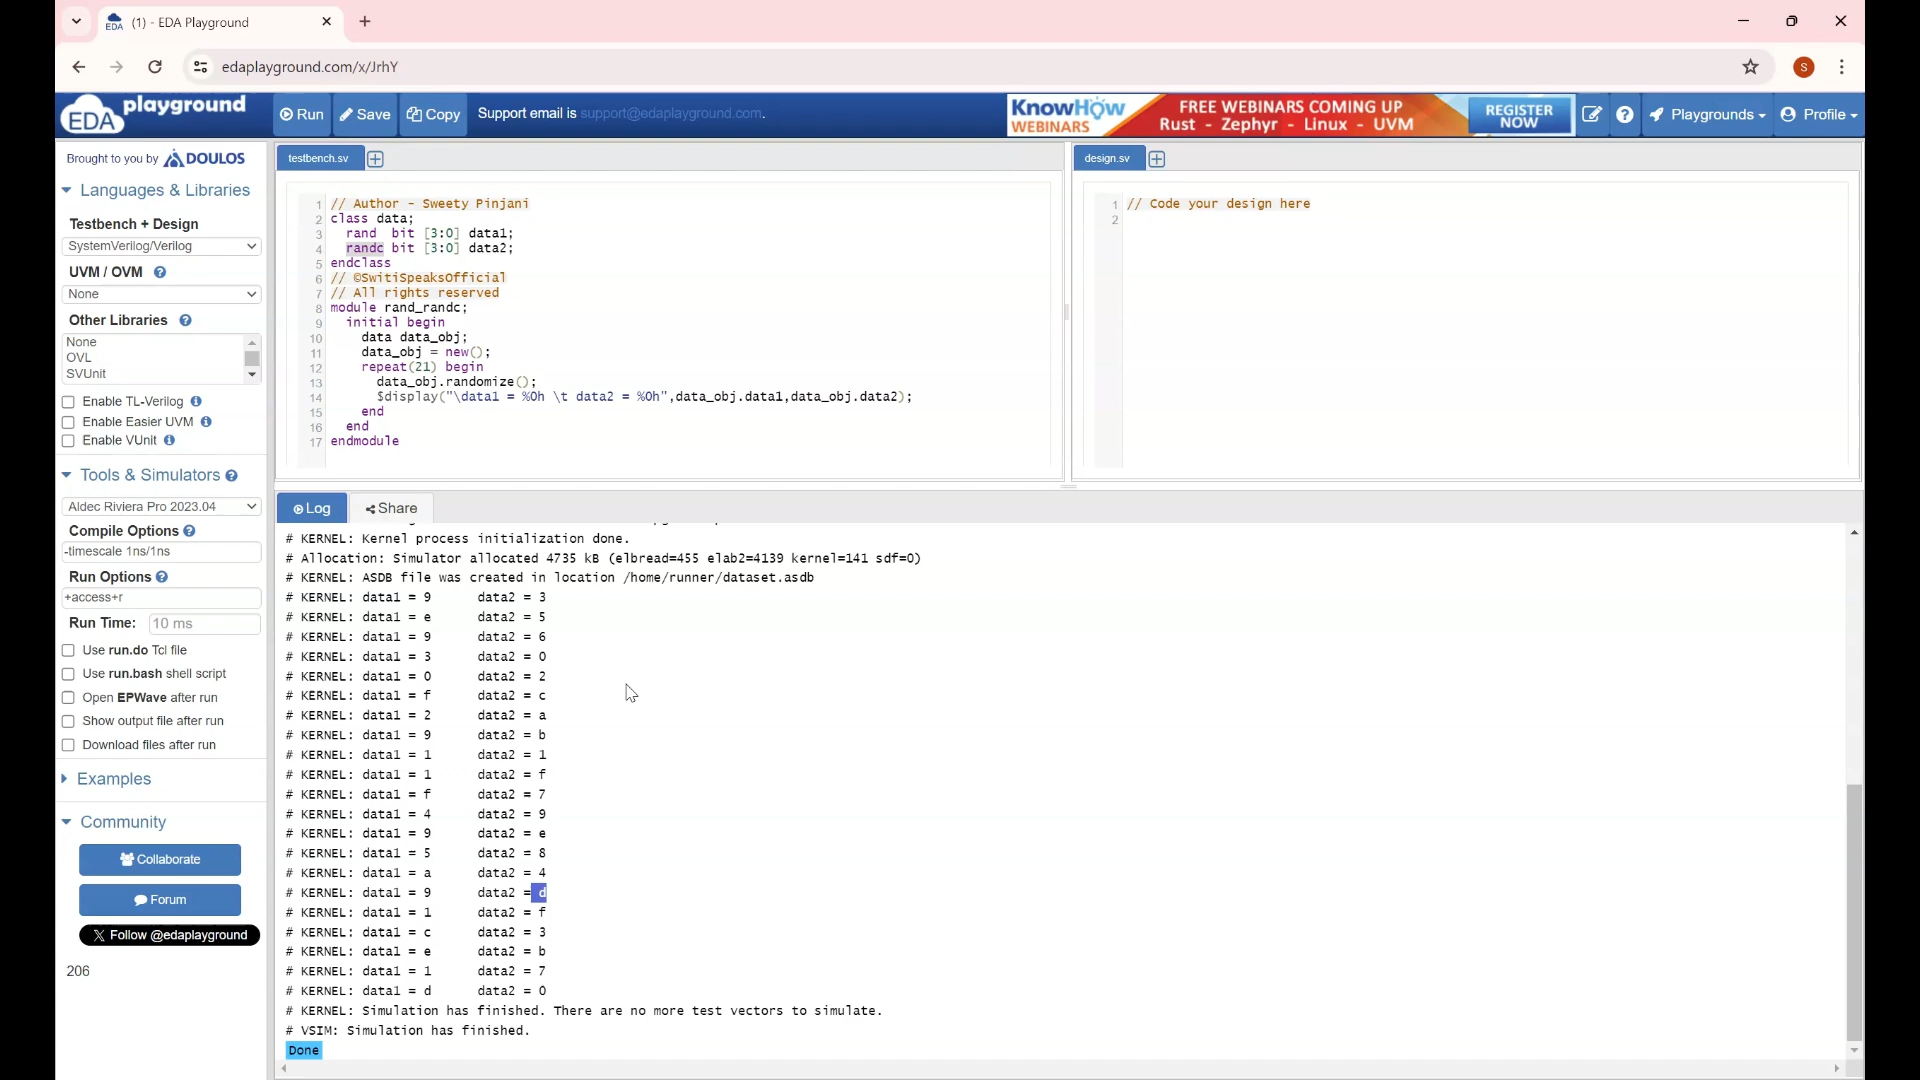 (1) - EDA Playground
edaplayground.com/x/JrhY
S
EDA playground
Run
Save
Copy
Support email is support@edaplayground.com.
KnowHow
WEBINARS
FREE WEBINARS COMING UP
Rust - Zephyr - Linux - UVM
REGISTER
NOW
Playgrounds
Profile
Brought to you by DOULOS
Languages & Libraries
Testbench + Design
SystemVerilog/Verilog
UVM / OVM
None
Other Libraries
None
OVL
SVUnit
Enable TL-Verilog
Enable Easier UVM
Enable VUnit
Tools & Simulators
Aldec Riviera Pro 2023.04
Compile Options
-timescale 1ns/1ns
Run Options
+access+r
Run Time: 10 ms
Use run.do Tcl file
Use run.bash shell script
Open EPWave after run
Show output file after run
Download files after run
Examples
Community
Collaborate
Forum
Follow @edaplayground
206
testbench.sv
1 // Author - Sweety Pinjani
2 class data;
3 rand bit [3:0] data1;
4 randc bit [3:0] data2;
5 endclass
6 // ©SwitiSpeaksOfficial
7 // All rights reserved
8 module rand_randc;
9 initial begin
10 data data_obj;
11 data_obj = new();
12 repeat(21) begin
13 data_obj.randomize();
14 $display("\data1 = %0h \t data2 = %0h",data_obj.data1,data_obj.data2);
15 end
16 end
17 endmodule
design.sv
1 // Code your design here
2
Log
Share
# KERNEL: Kernel process initialization done.
# Allocation: Simulator allocated 4735 kB (elbread=455 elab2=4139 kernel=141 sdf=0)
# KERNEL: ASDB file was created in location /home/runner/dataset.asdb
# KERNEL: data1 = 9 data2 = 3
# KERNEL: data1 = e data2 = 5
# KERNEL: data1 = 9 data2 = 6
# KERNEL: data1 = 3 data2 = 0
# KERNEL: data1 = 0 data2 = 2
# KERNEL: data1 = f data2 = c
# KERNEL: data1 = 2 data2 = a
# KERNEL: data1 = 9 data2 = b
# KERNEL: data1 = 1 data2 = 1
# KERNEL: data1 = 1 data2 = f
# KERNEL: data1 = f data2 = 7
# KERNEL: data1 = 4 data2 = 9
# KERNEL: data1 = 9 data2 = e
# KERNEL: data1 = 5 data2 = 8
# KERNEL: data1 = a data2 = 4
# KERNEL: data1 = 9 data2 = d
# KERNEL: data1 = 1 data2 = f
# KERNEL: data1 = c data2 = 3
# KERNEL: data1 = e data2 = b
# KERNEL: data1 = 1 data2 = 7
# KERNEL: data1 = d data2 = 0
# KERNEL: Simulation has finished. There are no more test vectors to simulate.
# VSIM: Simulation has finished.
Done